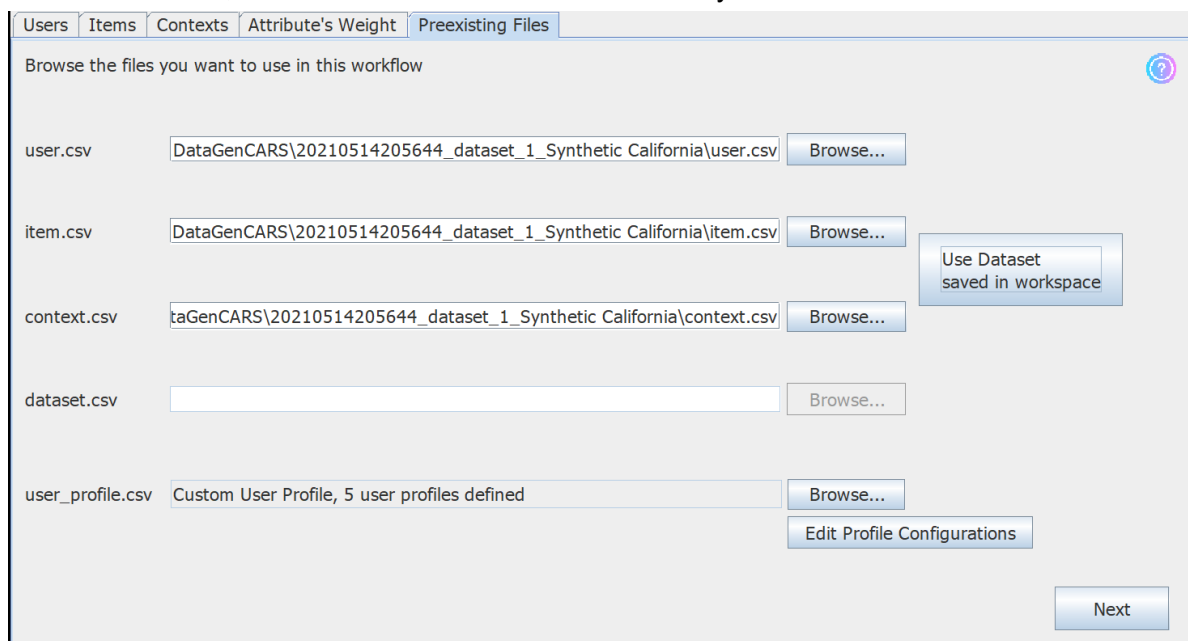 Users Items Contexts Attribute's Weight Preexisting Files
Browse the files you want to use in this workflow
?
user.csv DataGenCARS\20210514205644_dataset_1_Synthetic California\user.csv Browse...
item.csv DataGenCARS\20210514205644_dataset_1_Synthetic California\item.csv Browse...
Use Dataset
saved in workspace
context.csv taGenCARS\20210514205644_dataset_1_Synthetic California\context.csv Browse...
dataset.csv Browse...
user_profile.csv Custom User Profile, 5 user profiles defined Browse...
Edit Profile Configurations
Next